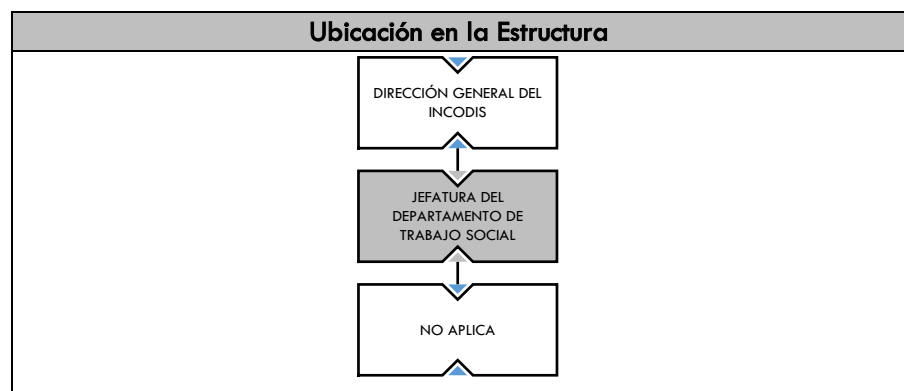 Ubicación en la Estructura
DIRECCIÓN GENERAL DEL
INCODIS
JEFATURA DEL
DEPARTAMENTO DE
TRABAJO SOCIAL
NO APLICA